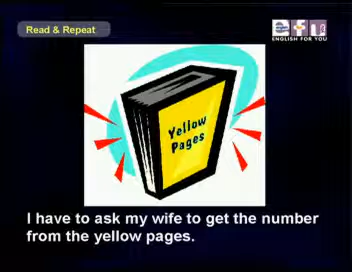 Read & Repeat
ENGLISH FOR YOU
Yellow
Pages
I have to ask my wife to get the number
from the yellow pages.